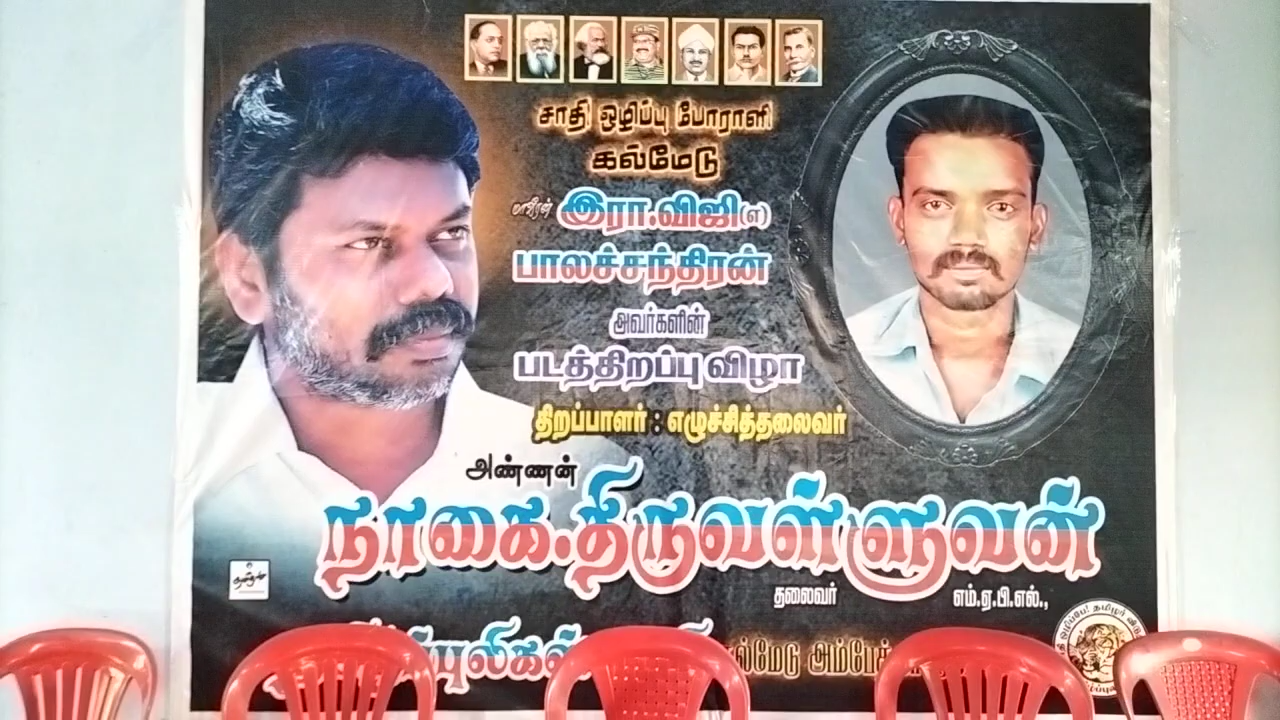 சாதி ஒழிப்பு போராளி
கல்மேடு
மாவீரன் இரா.விஜி(எ)
பாலச்சந்திரன்
அவர்களின்
படத்திறப்பு விழா
திறப்பாளர் : எழுச்சித்தலைவர்
அண்ணன்
நாகை.திருவள்ளுவன்
தலைவர் எம்.ஏ.பி.எல்.,